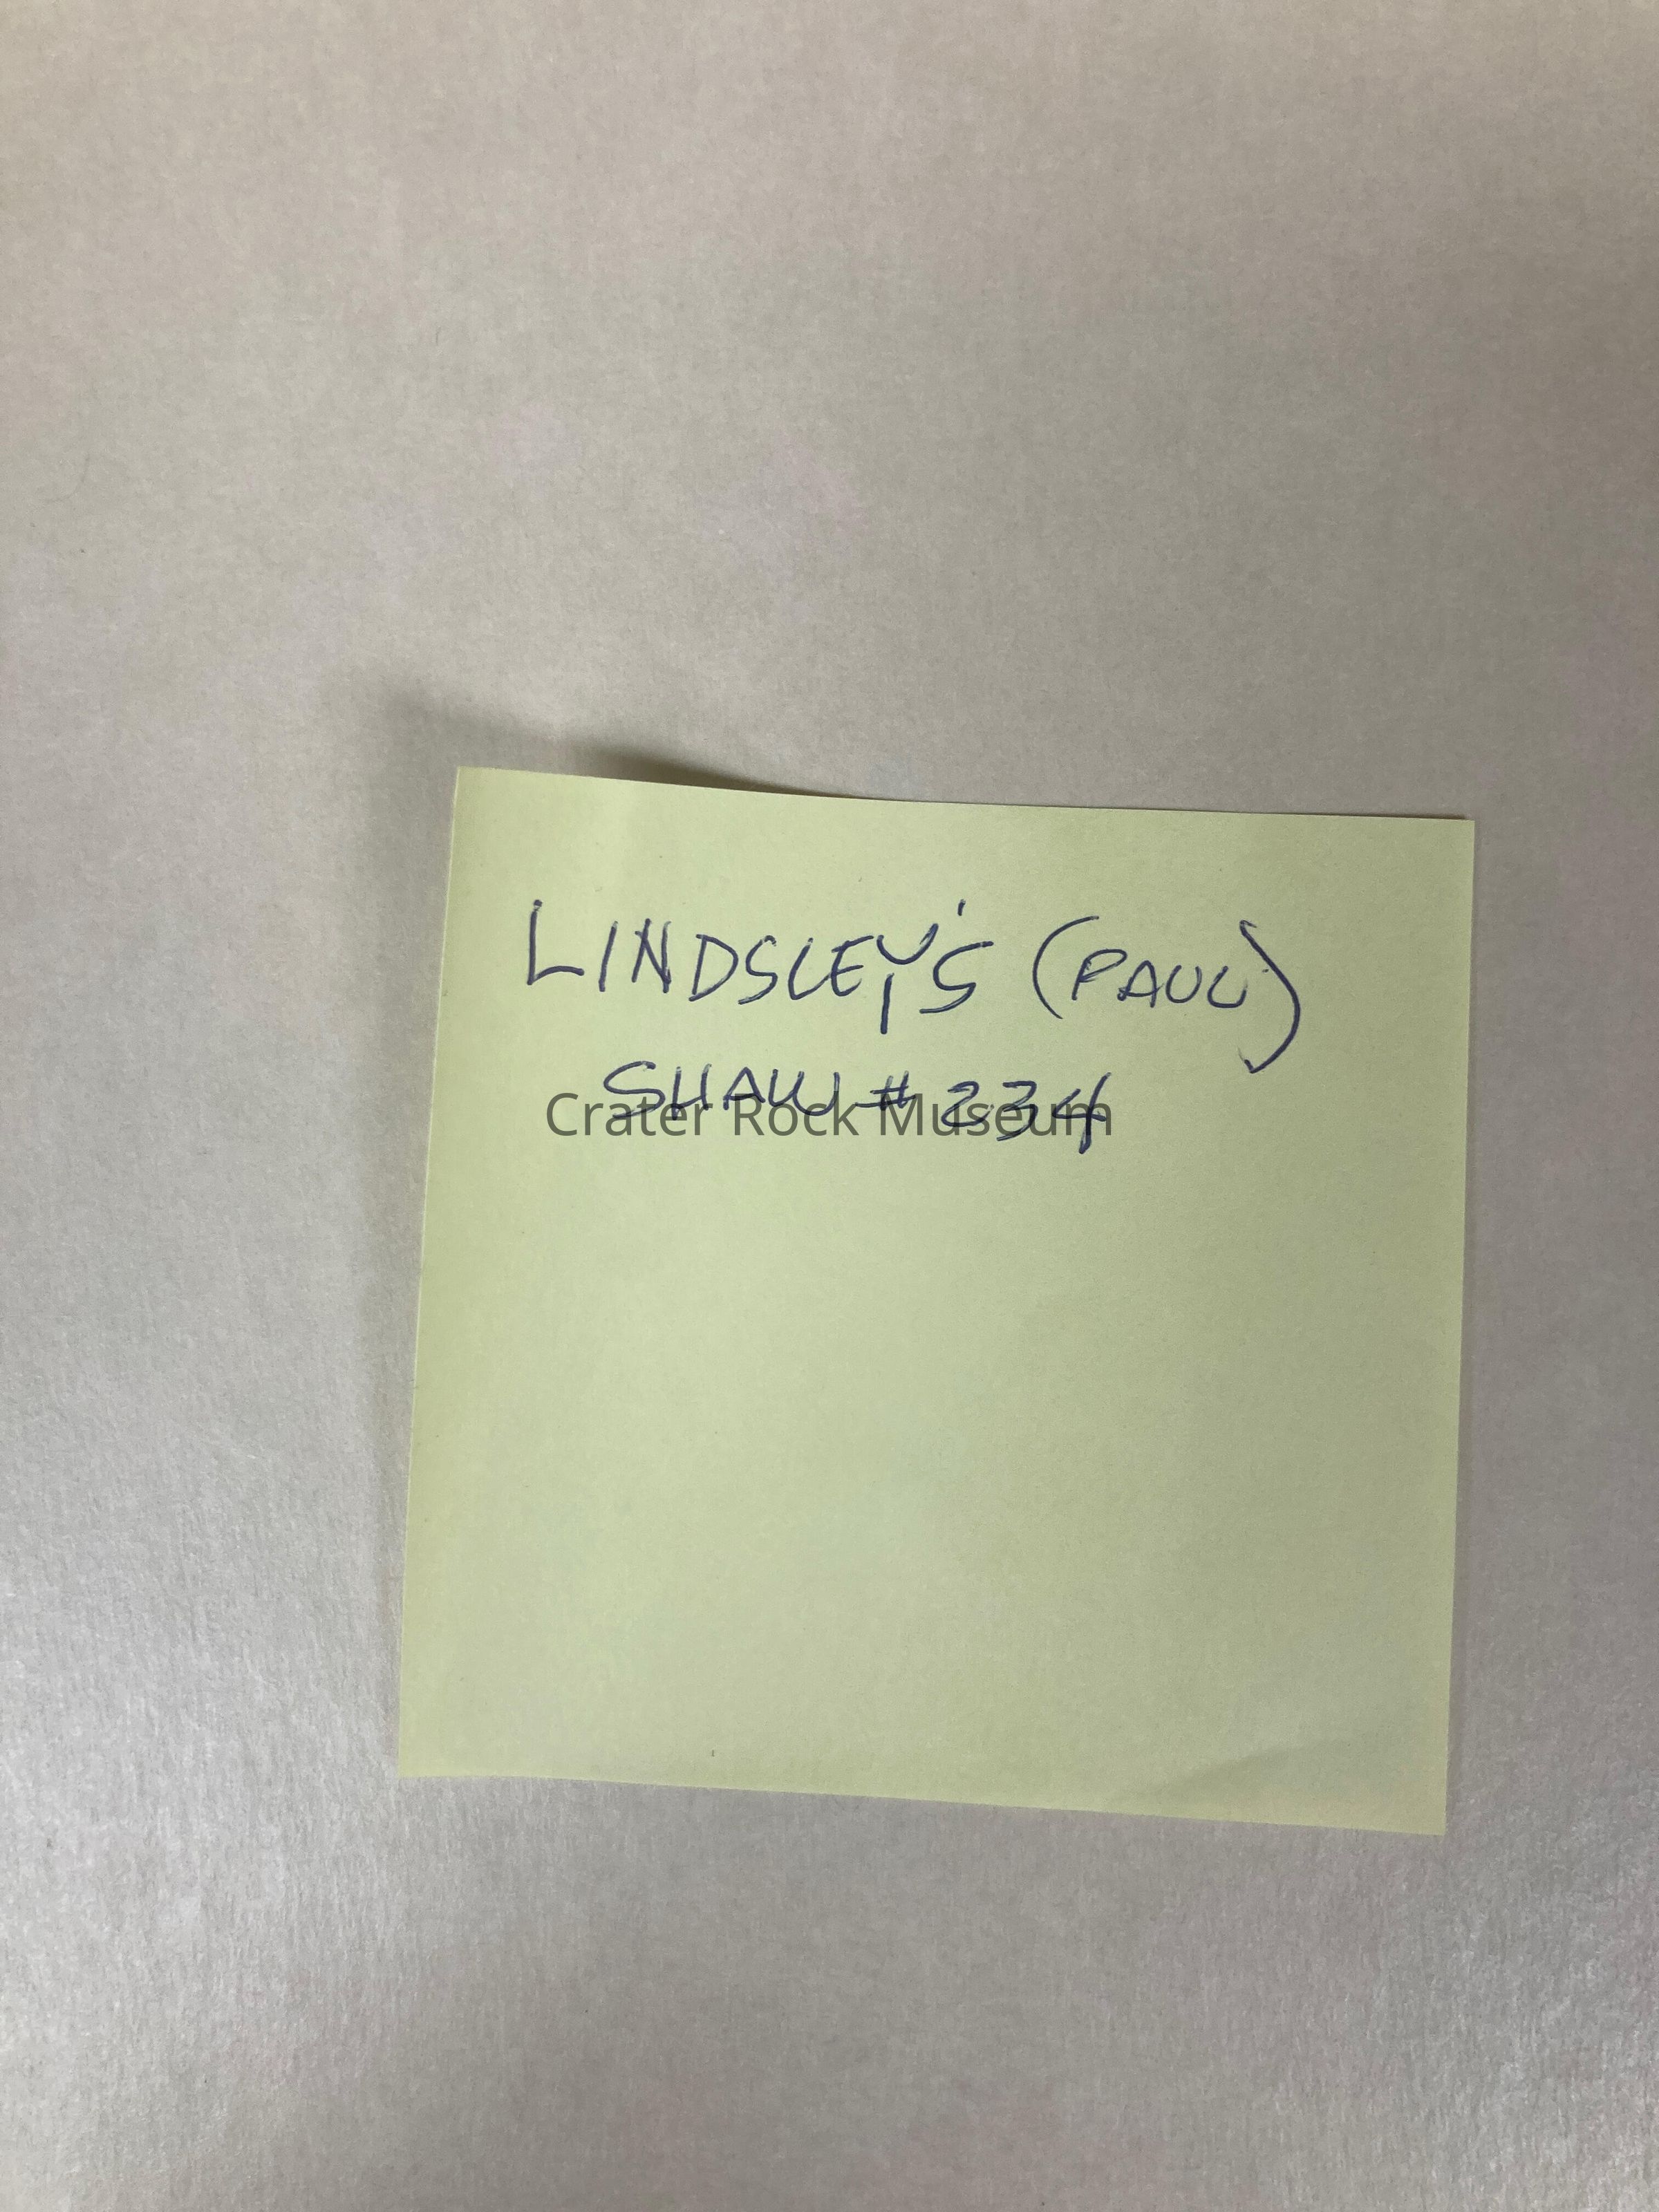 LINDSLEY'S (PAUL)
SHAW # 234
Crater Rock Museum